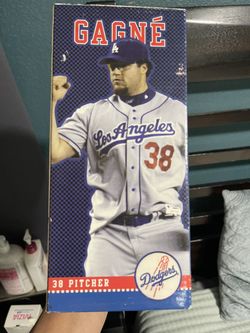 GAGNÉ
LA
Los Angeles
38
38 PITCHER
Dodgers